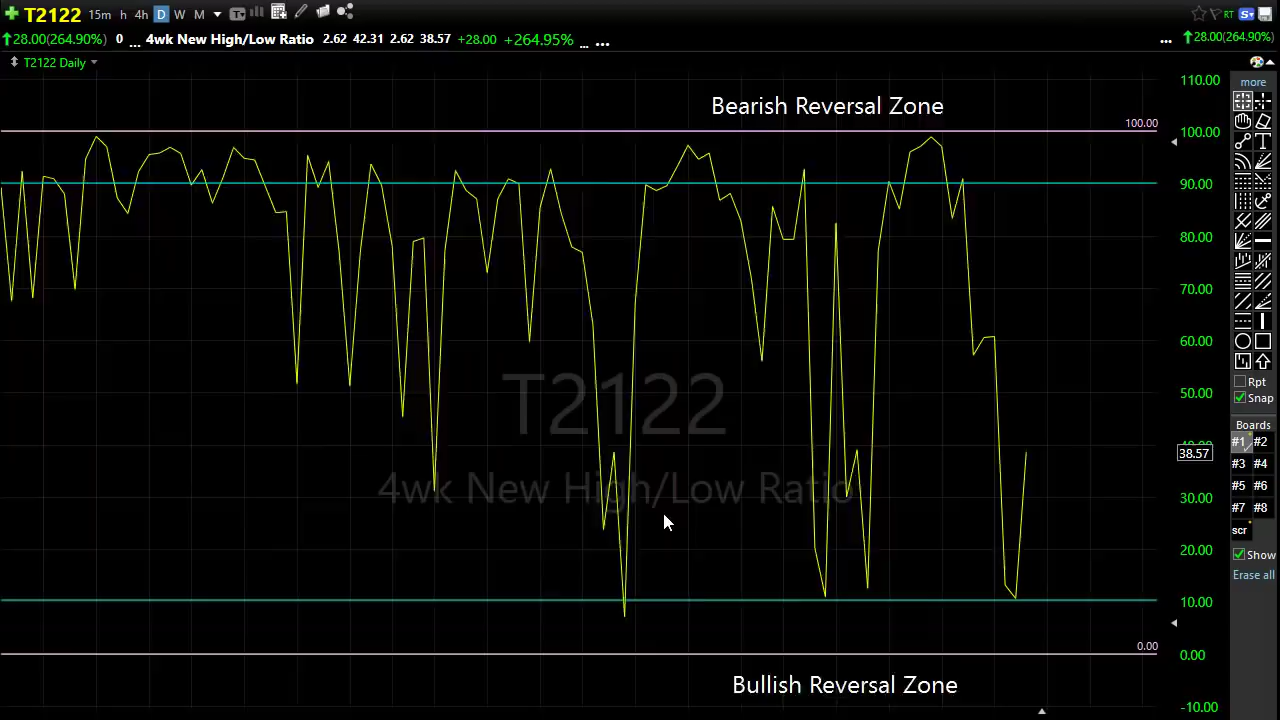 T2122 15m h 4h D W M T RT S
28.00(264.90%) 0 ... 4wk New High/Low Ratio 2.62 42.31 2.62 38.57 +28.00 +264.95% ... ... ... 28.00(264.90%)
T2122 Daily
more
110.00
Bearish Reversal Zone
100.00
100.00
90.00
80.00
70.00
60.00
Rpt
50.00
Snap
T2122
Boards
40.00
#1 #2
38.57
#3 #4
4wk New High/Low Ratio
#5 #6
30.00
#7 #8
scr
20.00
Show
Erase all
10.00
0.00
0.00
Bullish Reversal Zone
-10.00